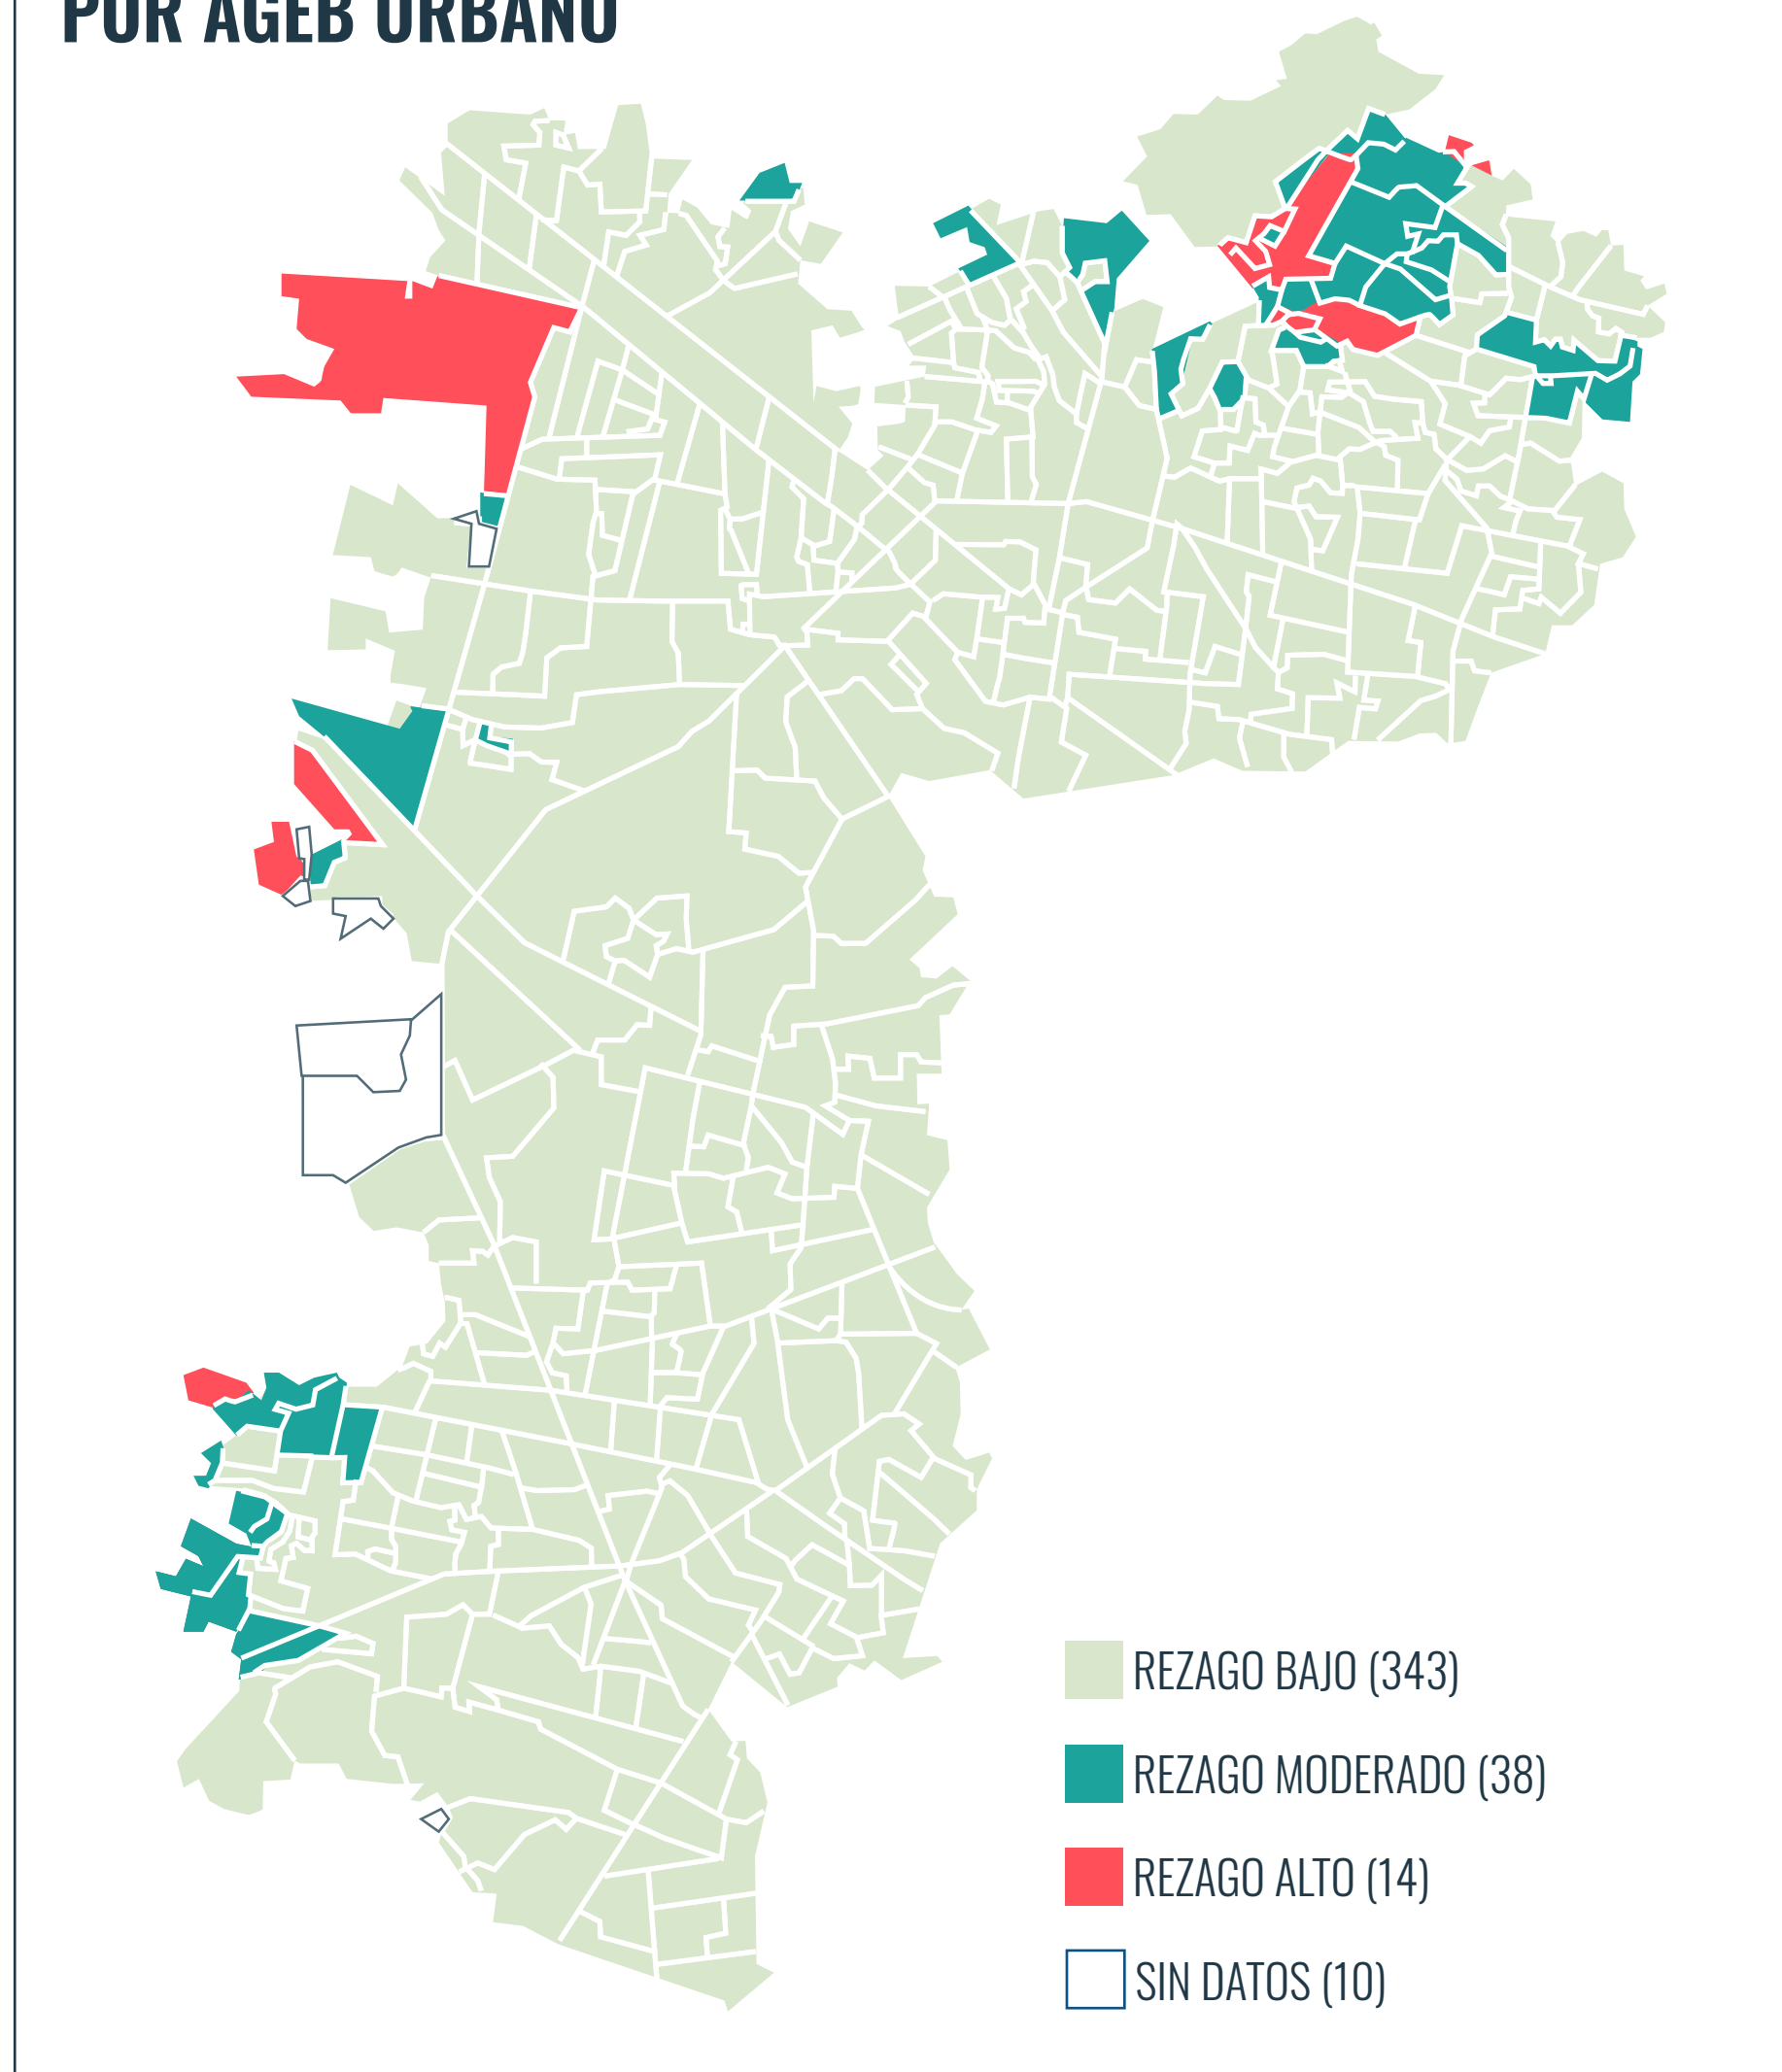 POR AGEB URBANO
REZAGO BAJO (343)
REZAGO MODERADO (38)
REZAGO ALTO (14)
SIN DATOS (10)